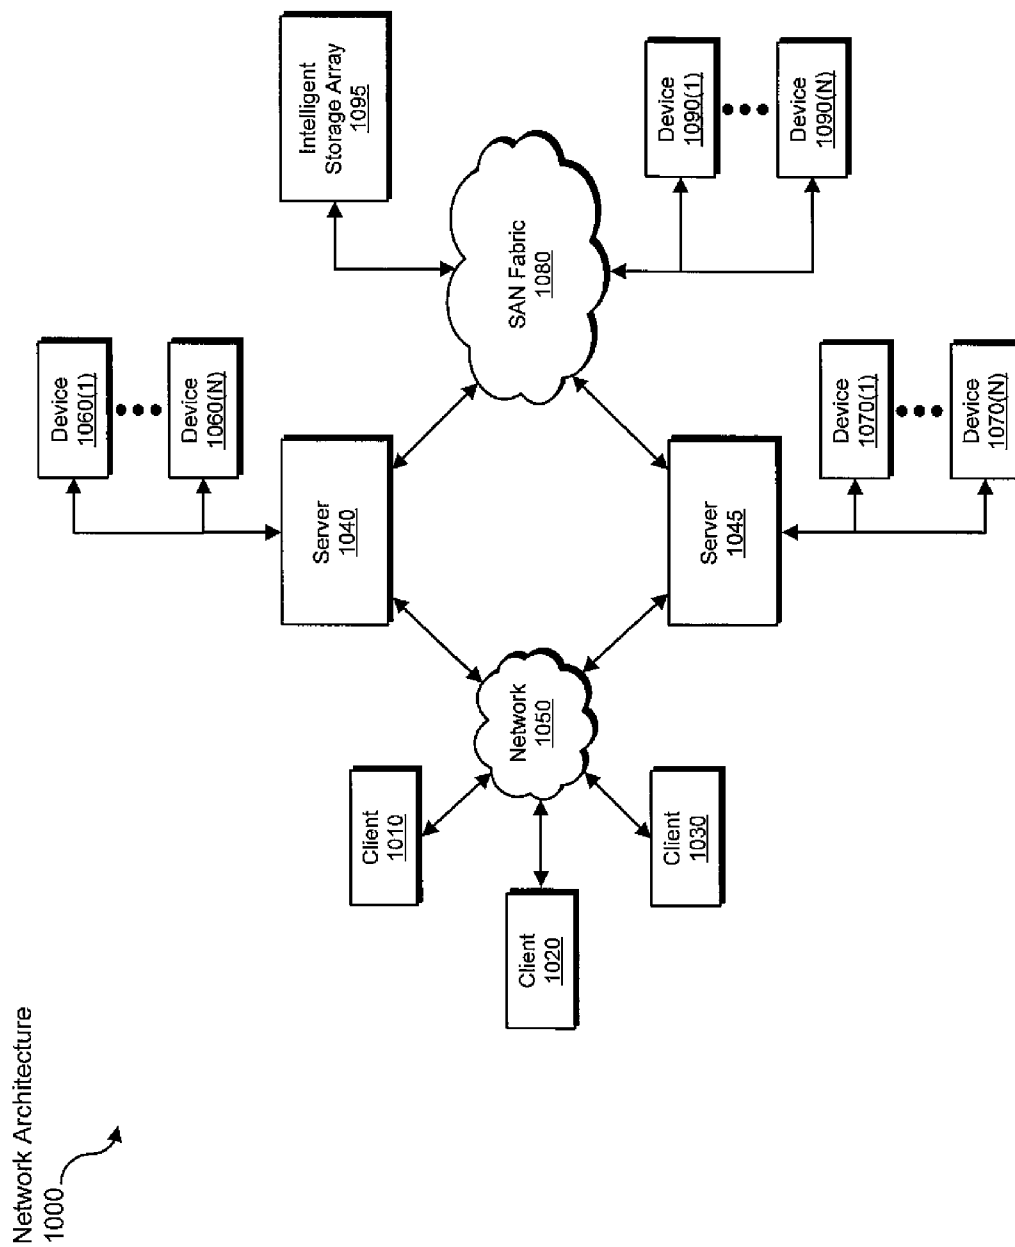 Network Architecture
1000
Device
1060(1)
Device
1060(N)
Intelligent
Storage Array
1095
Client
1010
Server
1040
Client
1020
Network
1050
SAN Fabric
1080
Client
1030
Server
1045
Device
1090(1)
Device
1090(N)
Device
1070(1)
Device
1070(N)